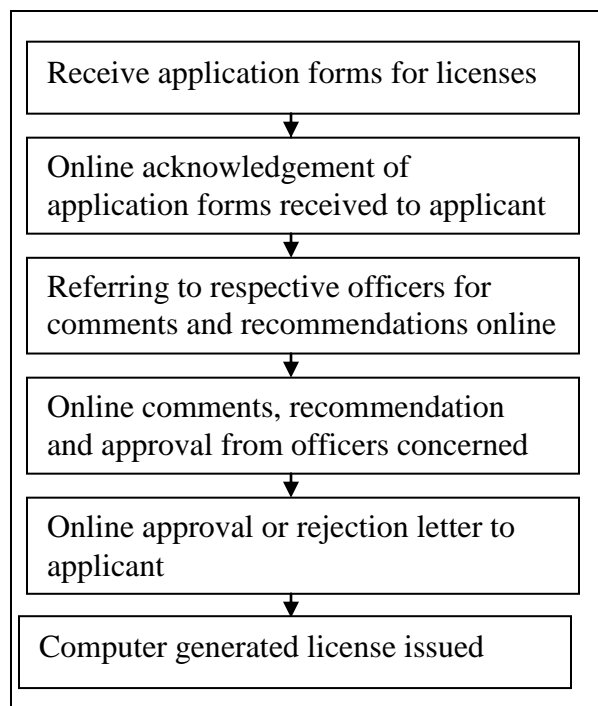 Receive application forms for licenses
Online acknowledgement of
application forms received to applicant
Referring to respective officers for
comments and recommendations online
Online comments, recommendation
and approval from officers concerned
Online approval or rejection letter to
applicant
Computer generated license issued